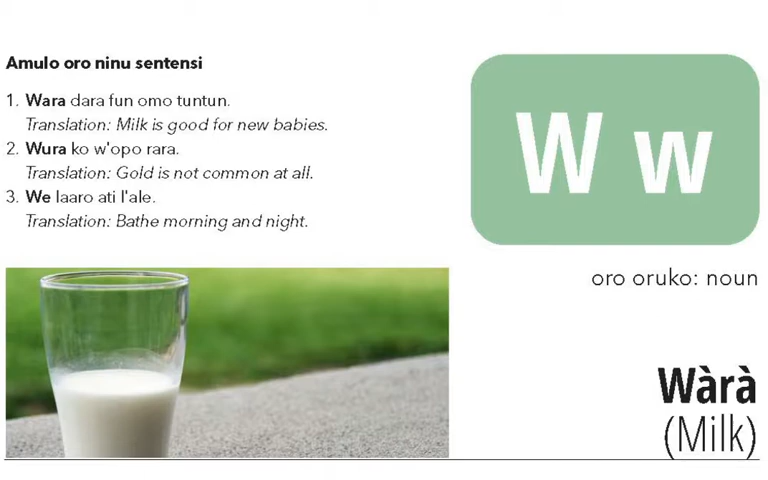 Amulo oro ninu sentensi
1. Wara dara fun omo tuntun.
Translation: Milk is good for new babies.
2. Wura ko w'opo rara.
Translation: Gold is not common at all.
3. We laaro ati l'ale.
Translation: Bathe morning and night.
W w
oro oruko: noun
Wàrà
(Milk)